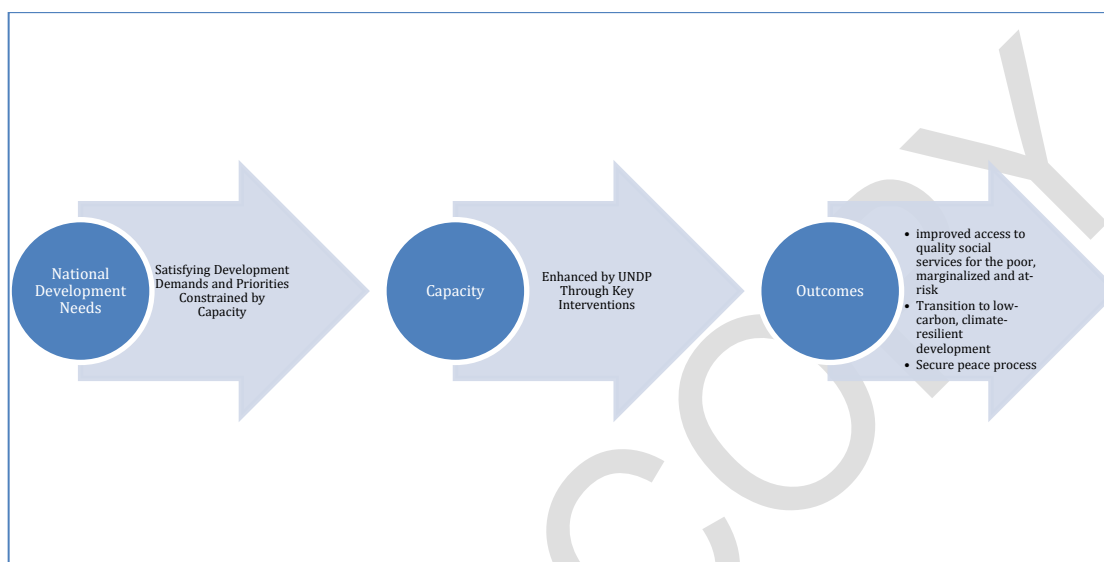 National
Development
Needs
Satisfying Development
Demands and Priorities
Constrained by
Capacity
Capacity
Enhanced by UNDP
Through Key
Interventions
Outcomes
• improved access to
quality social
services for the poor,
marginalized and at-
risk
• Transition to low-
carbon, climate-
resilient
development
• Secure peace process
COPY